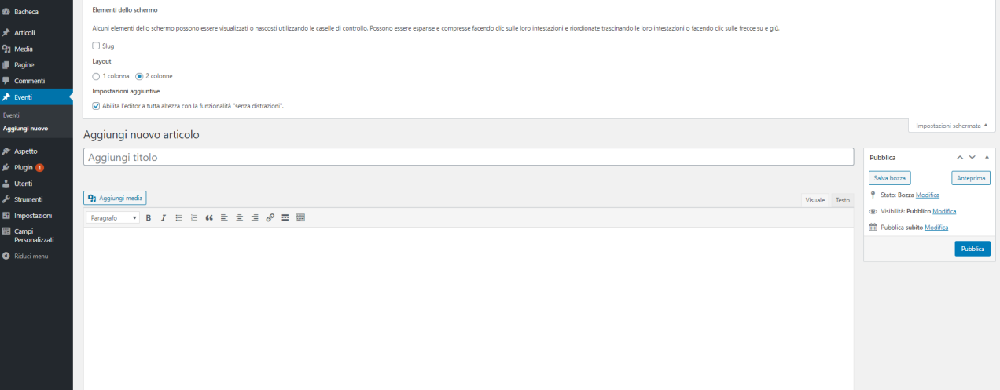 Bacheca
Articoli
Media
Pagine
Commenti
Eventi
Eventi
Aggiungi nuovo
Aspetto
Plugin 1
Utenti
Strumenti
Impostazioni
Campi
Personalizzati
Riduci menu
Elementi dello schermo
Alcuni elementi dello schermo possono essere visualizzati o nascosti utilizzando le caselle di controllo. Possono essere espanse e compresse facendo clic sulle loro intestazioni e riordinate trascinando le loro intestazioni o facendo clic sulle frecce su e giù.
Slug
Layout
1 colonna 2 colonne
Impostazioni aggiuntive
Abilita l'editor a tutta altezza con la funzionalità "senza distrazioni".
Impostazioni schermata
Aggiungi nuovo articolo
Aggiungi titolo
Aggiungi media
Visuale Testo
Paragrafo B I
Pubblica
Salva bozza Anteprima
Stato: Bozza Modifica
Visibilità: Pubblico Modifica
Pubblica subito Modifica
Pubblica